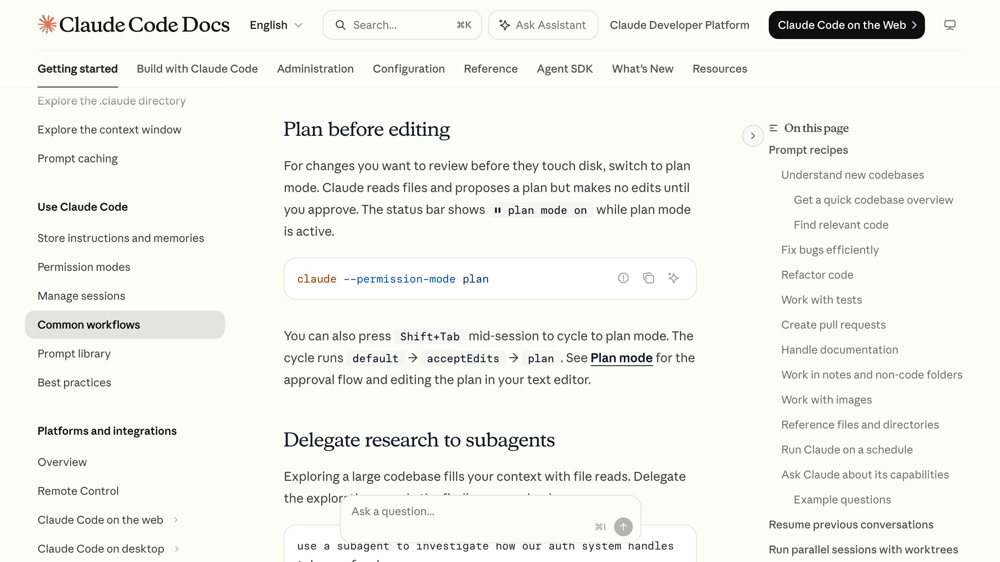 Claude Code Docs
English
Search...
⌘K
Ask Assistant
Claude Developer Platform
Claude Code on the Web
Getting started
Build with Claude Code
Administration
Configuration
Reference
Agent SDK
What's New
Resources
Explore the .claude directory
Explore the context window
Prompt caching
Use Claude Code
Store instructions and memories
Permission modes
Manage sessions
Common workflows
Prompt library
Best practices
Platforms and integrations
Overview
Remote Control
Claude Code on the web
Claude Code on desktop
Plan before editing
For changes you want to review before they touch disk, switch to plan
mode. Claude reads files and proposes a plan but makes no edits until
you approve. The status bar shows ⏸ plan mode on while plan mode
is active.
claude --permission-mode plan
You can also press Shift+Tab mid-session to cycle to plan mode. The
cycle runs default → acceptEdits → plan. See Plan mode for the
approval flow and editing the plan in your text editor.
Delegate research to subagents
Exploring a large codebase fills your context with file reads. Delegate
the
Ask a question...
⌘I
use a subagent to investigate how our auth system handles
On this page
Prompt recipes
Understand new codebases
Get a quick codebase overview
Find relevant code
Fix bugs efficiently
Refactor code
Work with tests
Create pull requests
Handle documentation
Work in notes and non-code folders
Work with images
Reference files and directories
Run Claude on a schedule
Ask Claude about its capabilities
Example questions
Resume previous conversations
Run parallel sessions with worktrees